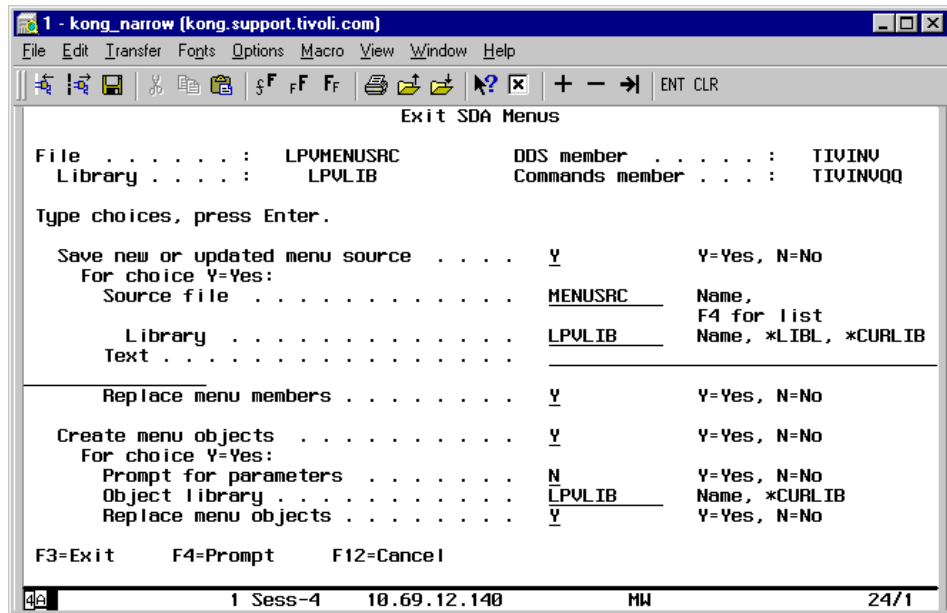 1 - kong_narrow (kong.support.tivoli.com)
File Edit Transfer Fonts Options Macro View Window Help
ENT CLR
Exit SDA Menus
File . . . . . . : LPVMENUSRC DDS member . . . . . : TIVINV
Library . . . . : LPVLIB Commands member . . . : TIVINVQQ
Type choices, press Enter.
Save new or updated menu source . . . . Y Y=Yes, N=No
For choice Y=Yes:
Source file . . . . . . . . . . . . MENUSRC Name,
F4 for list
Library . . . . . . . . . . . LPVLIB Name, *LIBL, *CURLIB
Text . . . . . . . . . . . . . . .
Replace menu members . . . . . . . . Y Y=Yes, N=No
Create menu objects . . . . . . . . . . Y Y=Yes, N=No
For choice Y=Yes:
Prompt for parameters . . . . . . . N Y=Yes, N=No
Object library . . . . . . . . . . . LPVLIB Name, *CURLIB
Replace menu objects . . . . . . . . Y Y=Yes, N=No
F3=Exit F4=Prompt F12=Cancel
4A 1 Sess-4 10.69.12.140 MW 24/1